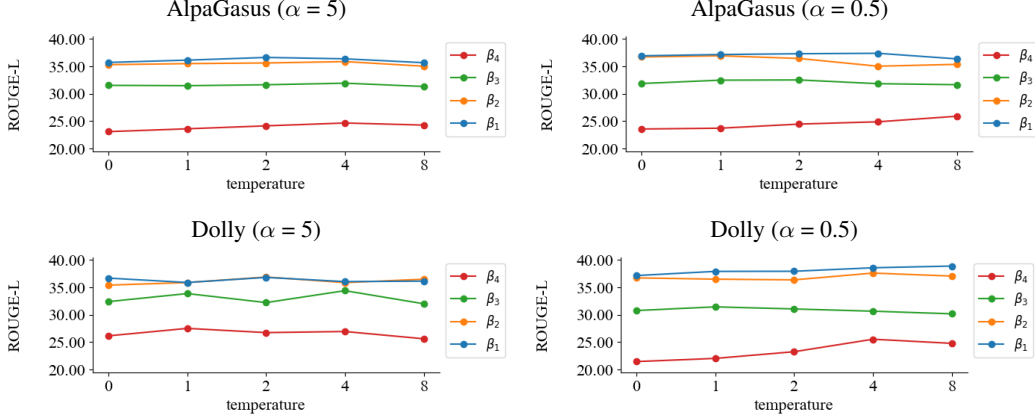 AlpaGasus (α = 5)
ROUGE-L
40.00
35.00
30.00
25.00
20.00
0 1 2 4 8
temperature
β4
β3
β2
β1
AlpaGasus (α = 0.5)
ROUGE-L
40.00
35.00
30.00
25.00
20.00
0 1 2 4 8
temperature
β4
β3
β2
β1
Dolly (α = 5)
ROUGE-L
40.00
35.00
30.00
25.00
20.00
0 1 2 4 8
temperature
β4
β3
β2
β1
Dolly (α = 0.5)
ROUGE-L
40.00
35.00
30.00
25.00
20.00
0 1 2 4 8
temperature
β4
β3
β2
β1